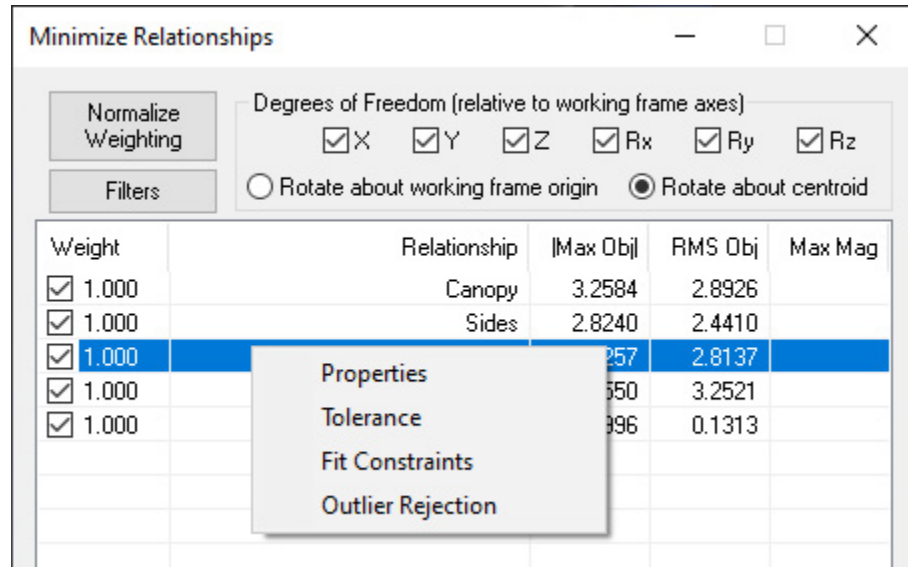 Minimize Relationships
Normalize
Weighting
Filters
Degrees of Freedom (relative to working frame axes)
X Y Z Rx Ry Rz
Rotate about working frame origin Rotate about centroid
Weight Relationship |Max Obj| RMS Obj Max Mag
1.000 Canopy 3.2584 2.8926
1.000 Sides 2.8240 2.4410
1.000 257 2.8137
1.000 550 3.2521
1.000 396 0.1313
Properties
Tolerance
Fit Constraints
Outlier Rejection